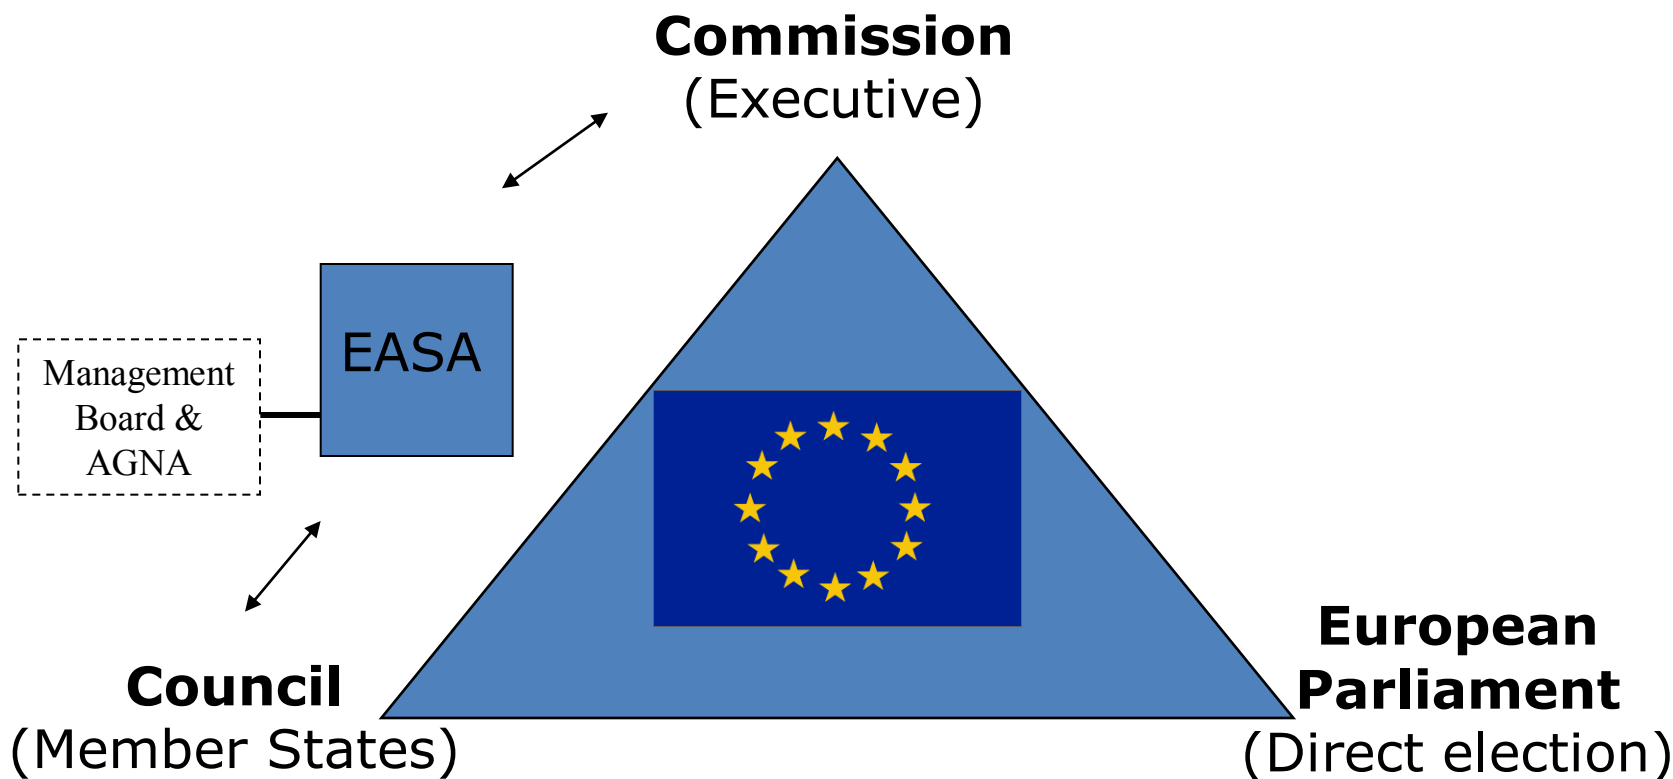 Commission
(Executive)
EASA
Management
Board &
AGNA
Council
(Member States)
European
Parliament
(Direct election)